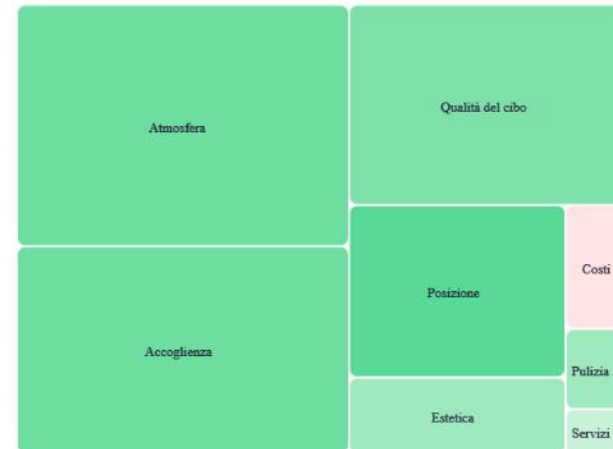 Atmosfera
Qualità del cibo
Posizione
Costi
Accoglienza
Pulizia
Estetica
Servizi